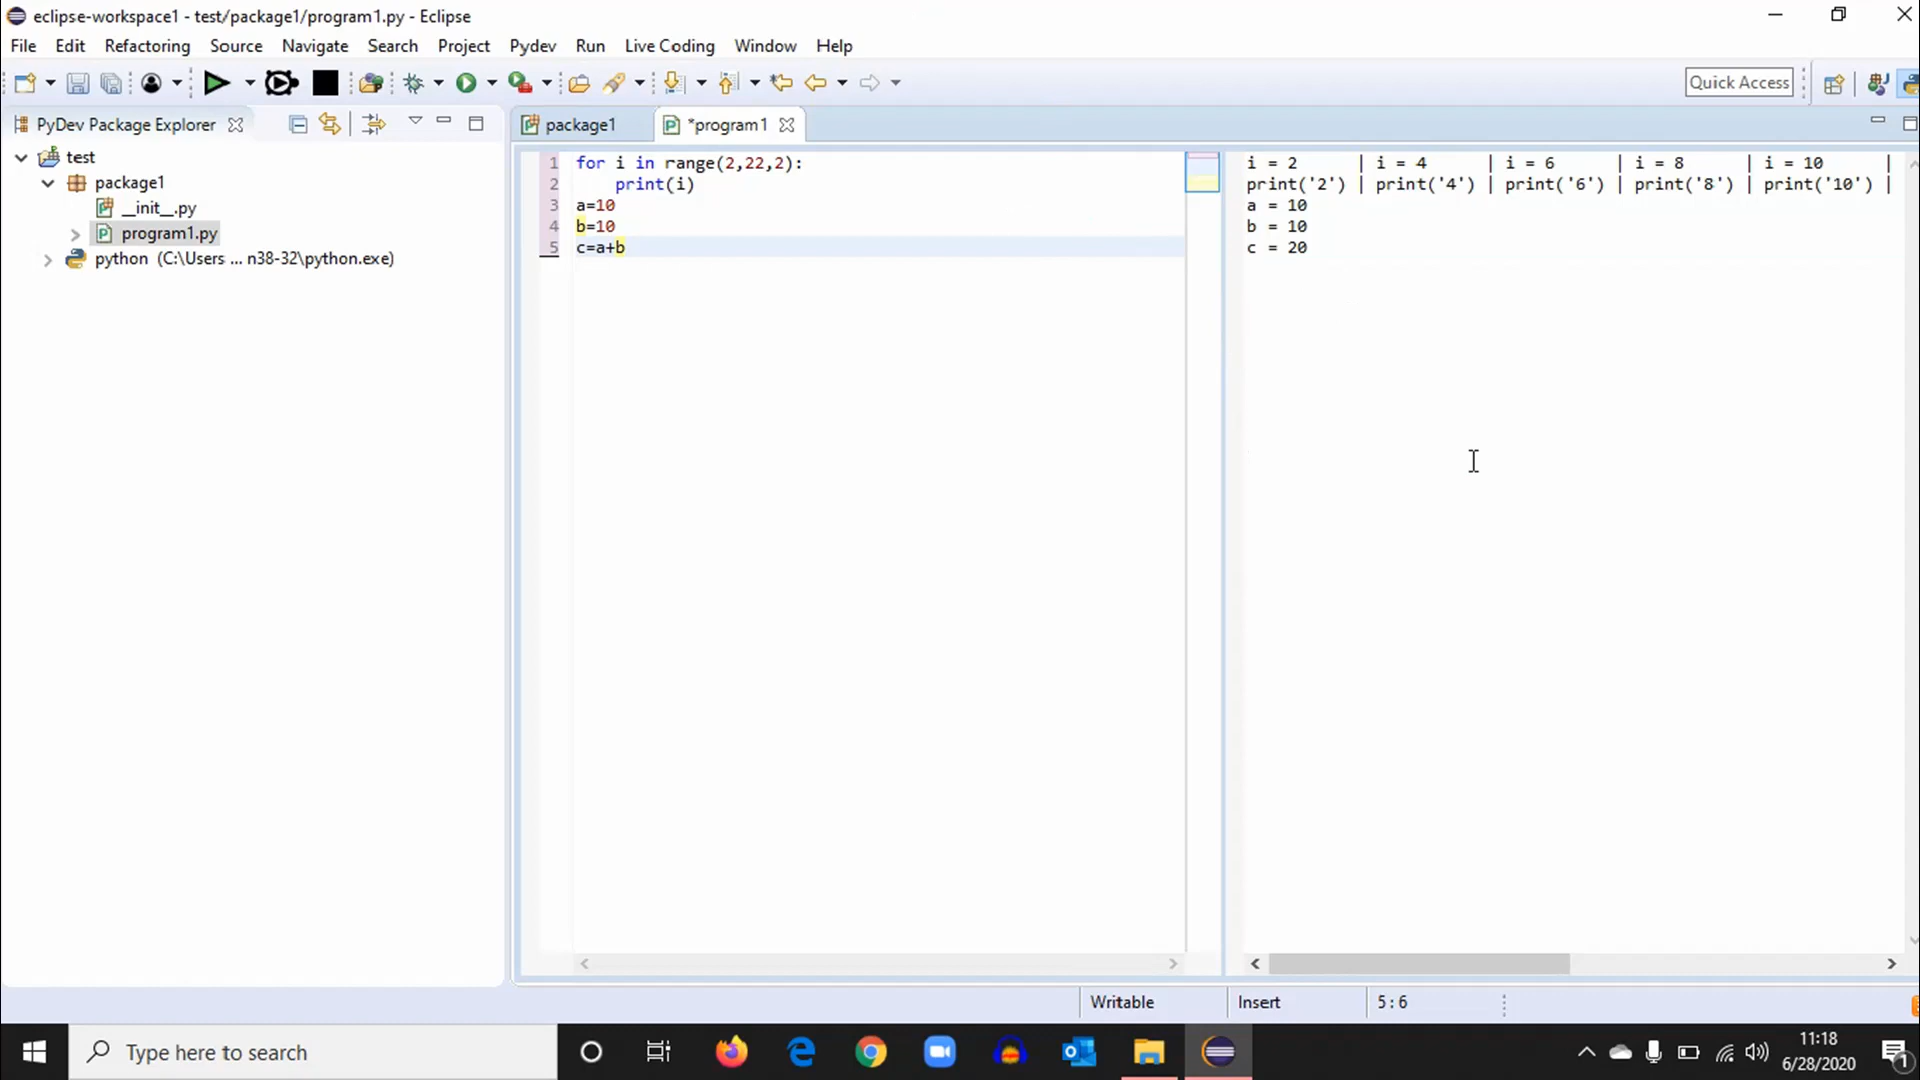 eclipse-workspace1 - test/package1/program1.py - Eclipse
File Edit Refactoring Source Navigate Search Project Pydev Run Live Coding Window Help
Quick Access
PyDev Package Explorer
package1
*program1
test
package1
__init__.py
program1.py
python (C:\Users ... n38-32\python.exe)
1 for i in range(2,22,2):
2 print(i)
3 a=10
4 b=10
5 c=a+b
i = 2 | i = 4 | i = 6 | i = 8 | i = 10 |
print('2') | print('4') | print('6') | print('8') | print('10') |
a = 10
b = 10
c = 20
Writable Insert 5 : 6
Type here to search
11:18
6/28/2020
1